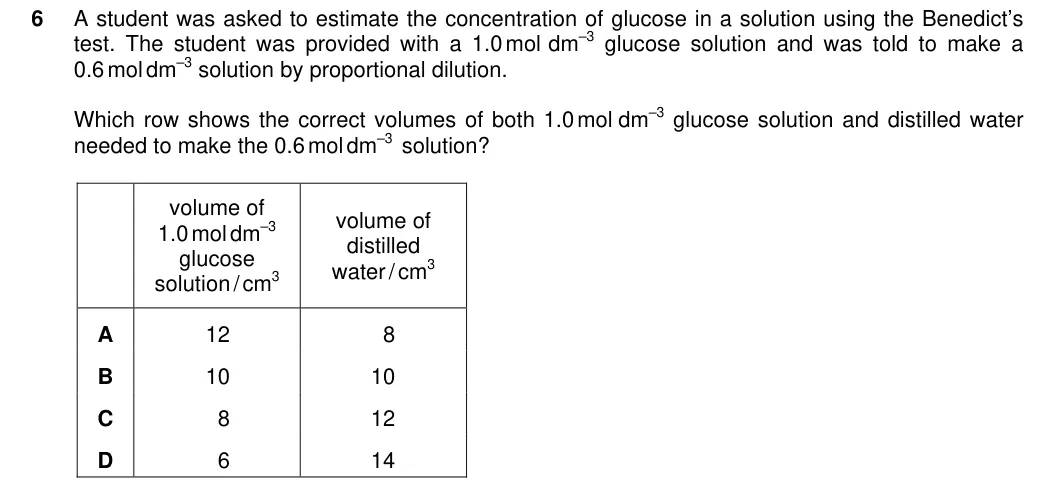 6 A student was asked to estimate the concentration of glucose in a solution using the Benedict's
test. The student was provided with a 1.0 mol dm⁻³ glucose solution and was told to make a
0.6 mol dm⁻³ solution by proportional dilution.
Which row shows the correct volumes of both 1.0 mol dm⁻³ glucose solution and distilled water
needed to make the 0.6 mol dm⁻³ solution?
volume of
1.0 mol dm⁻³
glucose
solution / cm³
volume of
distilled
water / cm³
A 12 8
B 10 10
C 8 12
D 6 14